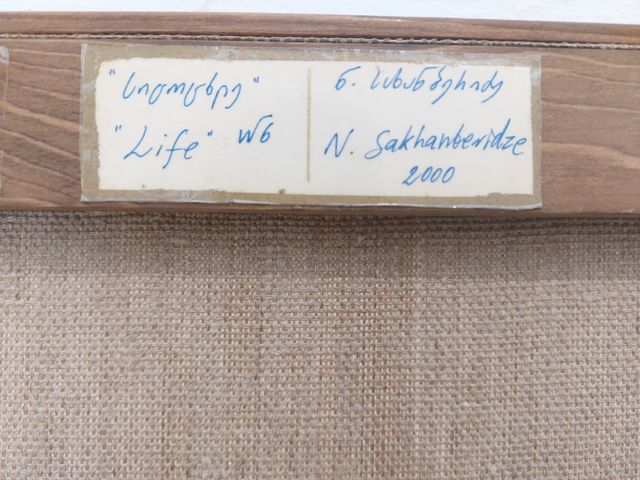 "სიცოცხლე"
"Life" №6
ნ. სახანბერიძე
N. Sakhanberidze
2000